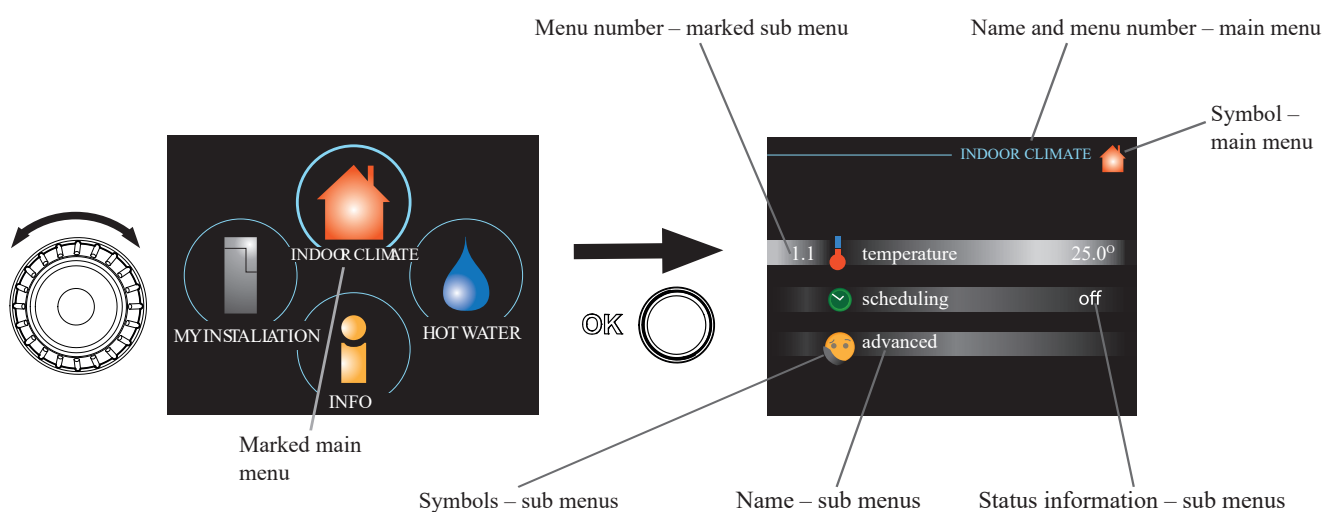 Menu number – marked sub menu
Name and menu number – main menu
Symbol –
main menu
INDOOR CLIMATE
MY INSTALIATION
HOT WATER
INFO
Marked main
menu
OK
INDOOR CLIMATE
1.1 temperature 25.0°
scheduling off
advanced
Symbols – sub menus
Name – sub menus
Status information – sub menus